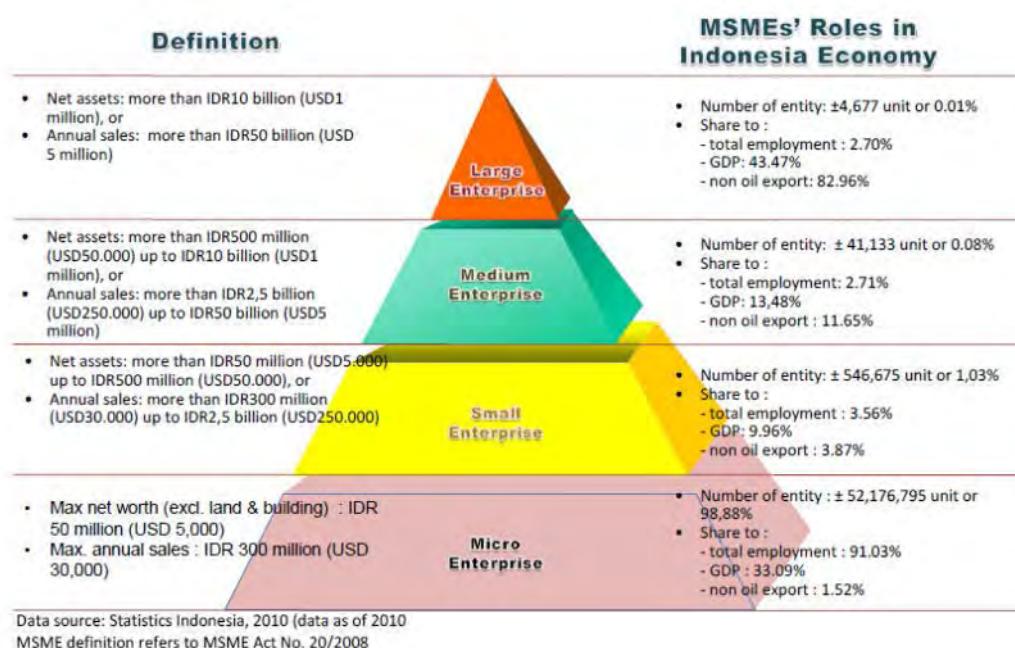 Definition
MSMEs' Roles in
Indonesia Economy
• Net assets: more than IDR10 billion (USD1
million), or
• Annual sales: more than IDR50 billion (USD
5 million)
Large
Enterprise
• Number of entity: ±4,677 unit or 0.01%
• Share to :
- total employment : 2.70%
- GDP: 43.47%
- non oil export: 82.96%
• Net assets: more than IDR500 million
(USD50.000) up to IDR10 billion (USD1
million), or
• Annual sales: more than IDR2,5 billion
(USD250.000) up to IDR50 billion (USD5
million)
Medium
Enterprise
• Number of entity: ± 41,133 unit or 0.08%
• Share to :
- total employment: 2.71%
- GDP: 13,48%
- non oil export : 11.65%
• Net assets: more than IDR50 million (USD5.000)
up to IDR500 million (USD50.000), or
• Annual sales: more than IDR300 million
(USD30.000) up to IDR2,5 billion (USD250.000)
Small
Enterprise
• Number of entity: ± 546,675 unit or 1,03%
• Share to :
- total employment : 3.56%
- GDP: 9.96%
- non oil export : 3.87%
• Max net worth (excl. land & building) : IDR
50 million (USD 5,000)
• Max. annual sales : IDR 300 million (USD
30,000)
Micro
Enterprise
• Number of entity : ± 52,176,795 unit or
98,88%
• Share to :
- total employment : 91.03%
- GDP : 33.09%
- non oil export : 1.52%
Data source: Statistics Indonesia, 2010 (data as of 2010
MSME definition refers to MSME Act No. 20/2008